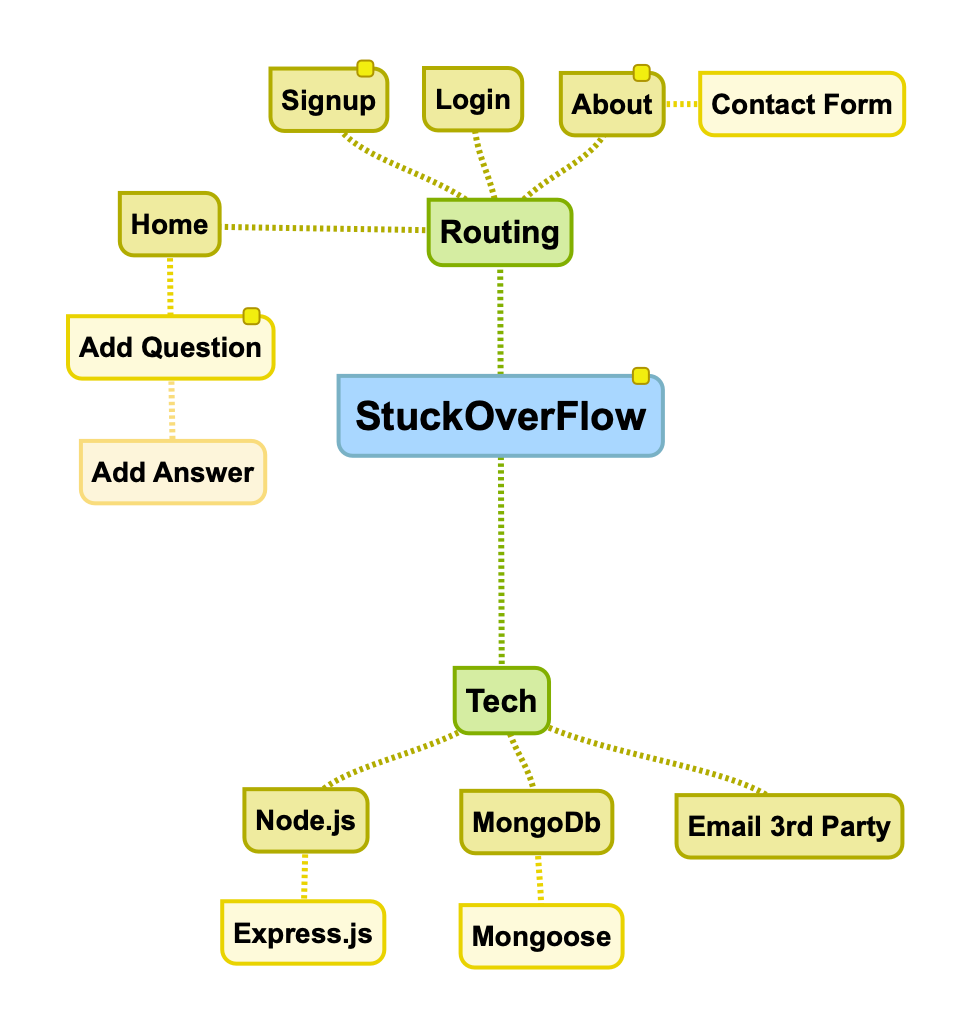 Signup
Login
About
Contact Form
Home
Routing
Add Question
StuckOverFlow
Add Answer
Tech
Node.js
MongoDb
Email 3rd Party
Express.js
Mongoose